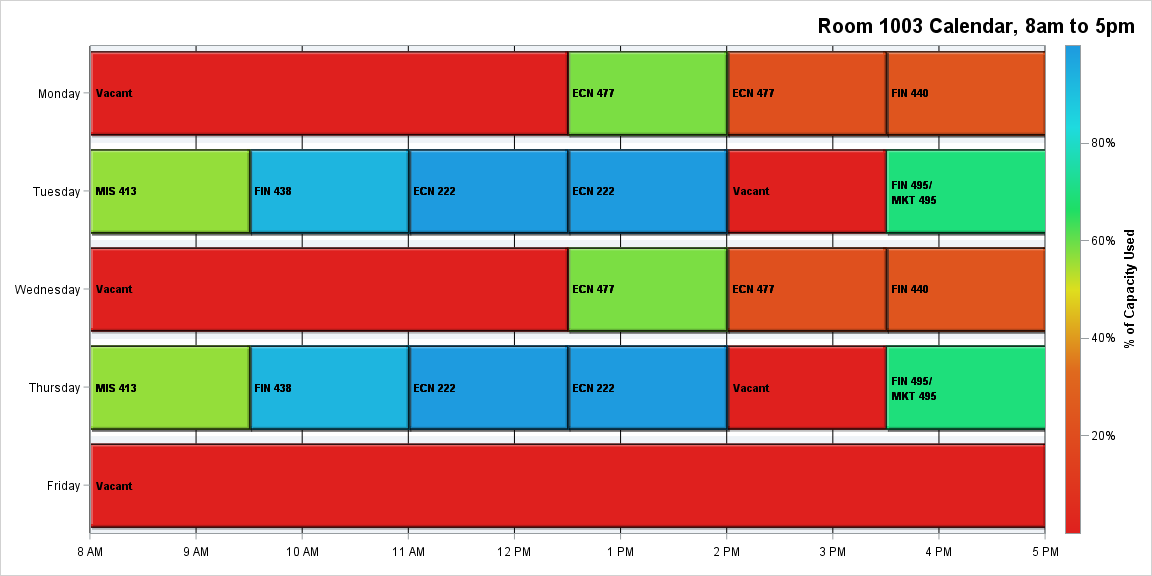 Room 1003 Calendar, 8am to 5pm
Monday
Vacant
ECN 477
ECN 477
FIN 440
Tuesday
MIS 413
FIN 438
ECN 222
ECN 222
Vacant
FIN 495/
MKT 495
Wednesday
Vacant
ECN 477
ECN 477
FIN 440
Thursday
MIS 413
FIN 438
ECN 222
ECN 222
Vacant
FIN 495/
MKT 495
Friday
Vacant
8 AM
9 AM
10 AM
11 AM
12 PM
1 PM
2 PM
3 PM
4 PM
5 PM
80%
60%
40%
20%
% of Capacity Used